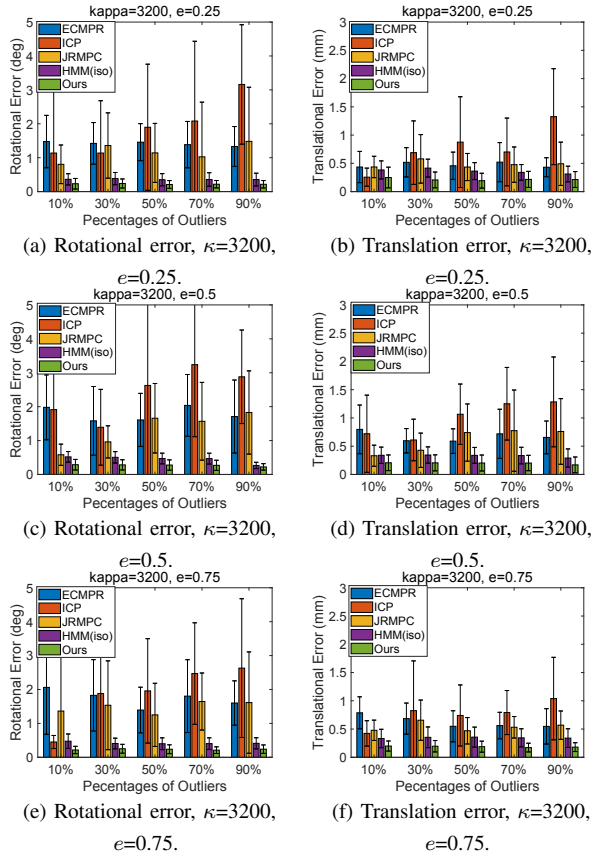 kappa=3200, e=0.25
ECMPR
ICP
JRMPC
HMM(iso)
Ours
Rotational Error (deg)
5
4
3
2
1
0
10% 30% 50% 70% 90%
Pecentages of Outliers
(a) Rotational error, κ=3200,
e=0.25.
kappa=3200, e=0.25
ECMPR
ICP
JRMPC
HMM(iso)
Ours
Translational Error (mm)
3
2.5
2
1.5
1
0.5
0
10% 30% 50% 70% 90%
Pecentages of Outliers
(b) Translation error, κ=3200,
e=0.25.
kappa=3200, e=0.5
ECMPR
ICP
JRMPC
HMM(iso)
Ours
Rotational Error (deg)
5
4
3
2
1
0
10% 30% 50% 70% 90%
Pecentages of Outliers
(c) Rotational error, κ=3200,
e=0.5.
kappa=3200, e=0.5
ECMPR
ICP
JRMPC
HMM(iso)
Ours
Translational Error (mm)
3
2.5
2
1.5
1
0.5
0
10% 30% 50% 70% 90%
Pecentages of Outliers
(d) Translation error, κ=3200,
e=0.5.
kappa=3200, e=0.75
ECMPR
ICP
JRMPC
HMM(iso)
Ours
Rotational Error (deg)
5
4
3
2
1
0
10% 30% 50% 70% 90%
Pecentages of Outliers
(e) Rotational error, κ=3200,
e=0.75.
kappa=3200, e=0.75
ECMPR
ICP
JRMPC
HMM(iso)
Ours
Translational Error (mm)
3
2.5
2
1.5
1
0.5
0
10% 30% 50% 70% 90%
Pecentages of Outliers
(f) Translation error, κ=3200,
e=0.75.